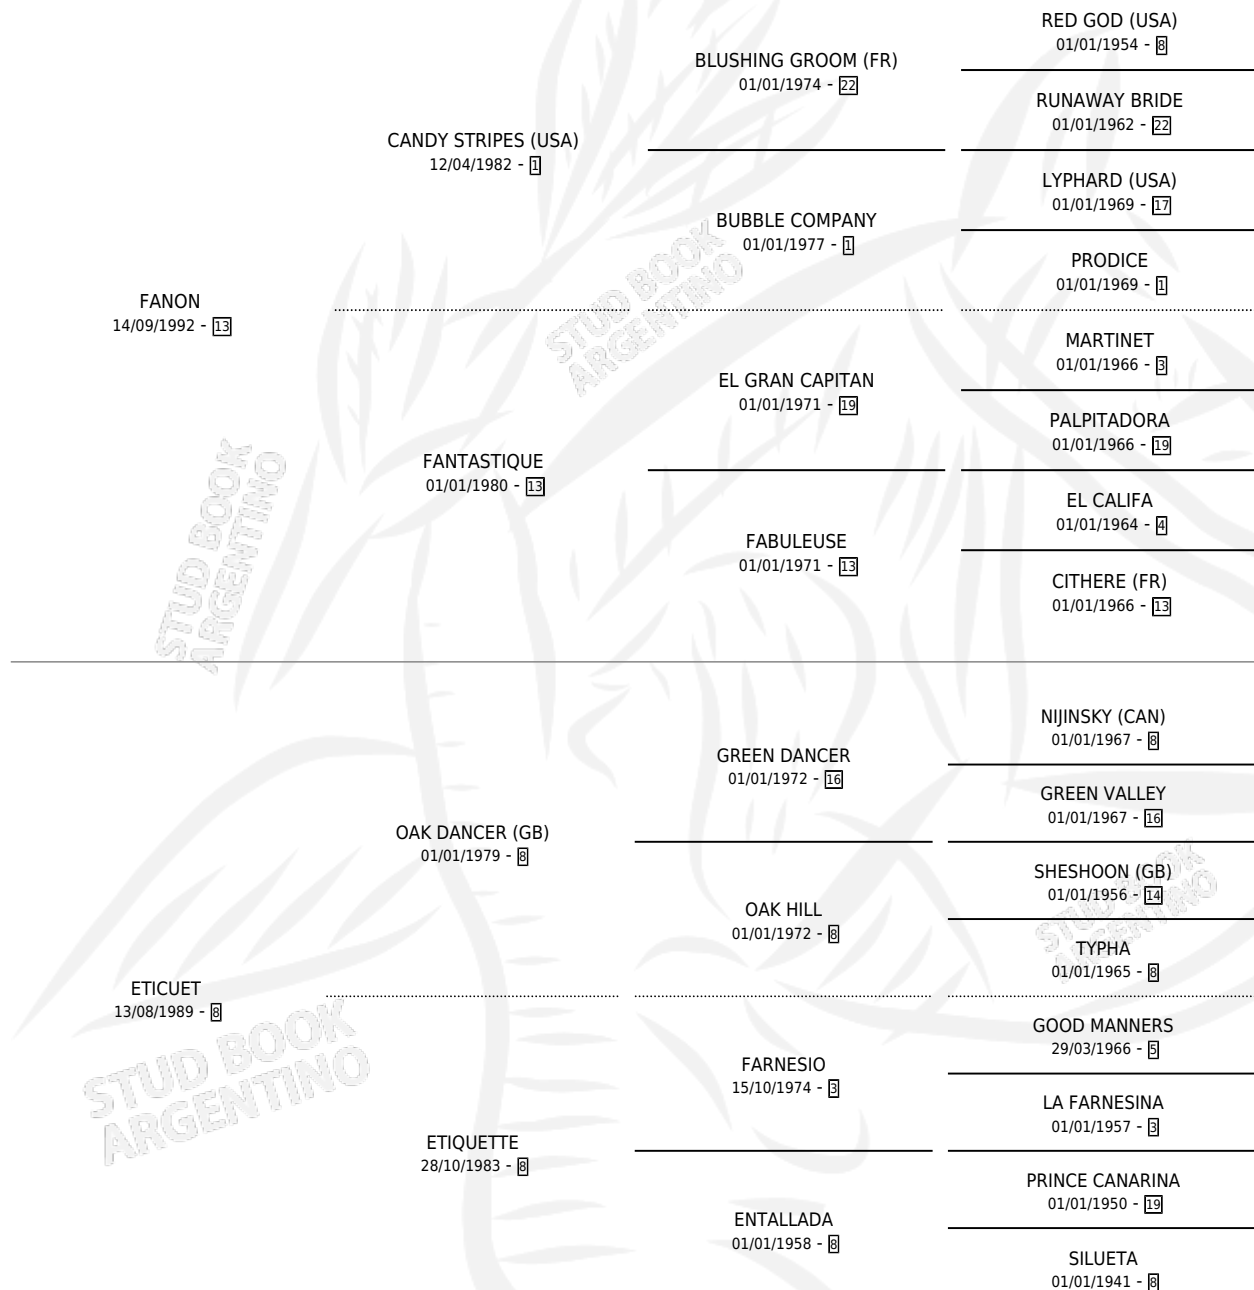 RED GOD (USA)
01/01/1954 - 8
BLUSHING GROOM (FR)
01/01/1974 - 22
RUNAWAY BRIDE
01/01/1962 - 22
CANDY STRIPES (USA)
12/04/1982 - 1
LYPHARD (USA)
01/01/1969 - 17
BUBBLE COMPANY
01/01/1977 - 1
PRODICE
01/01/1969 - 1
FANON
14/09/1992 - 13
MARTINET
01/01/1966 - 3
EL GRAN CAPITAN
01/01/1971 - 19
PALPITADORA
01/01/1966 - 19
FANTASTIQUE
01/01/1980 - 13
EL CALIFA
01/01/1964 - 4
FABULEUSE
01/01/1971 - 13
CITHERE (FR)
01/01/1966 - 13
NIJINSKY (CAN)
01/01/1967 - 8
GREEN DANCER
01/01/1972 - 16
GREEN VALLEY
01/01/1967 - 16
OAK DANCER (GB)
01/01/1979 - 8
SHESHOON (GB)
01/01/1956 - 14
OAK HILL
01/01/1972 - 8
TYPHA
01/01/1965 - 8
ETICUET
13/08/1989 - 8
GOOD MANNERS
29/03/1966 - 5
FARNESIO
15/10/1974 - 3
LA FARNESINA
01/01/1957 - 3
ETIQUETTE
28/10/1983 - 8
PRINCE CANARINA
01/01/1950 - 19
ENTALLADA
01/01/1958 - 8
SILUETA
01/01/1941 - 8
STUD BOOK
ARGENTINO
STUD BOOK
ARGENTINO
STUD BOOK
ARGENTINO
STUD BOOK
ARGENTINO